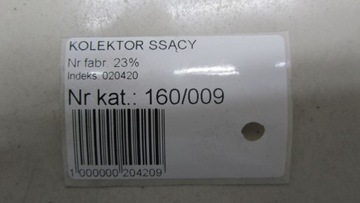 KOLEKTOR SSĄCY
Nr fabr. 23%
Indeks: 020420
Nr kat.: 160/009
1 000000 204209